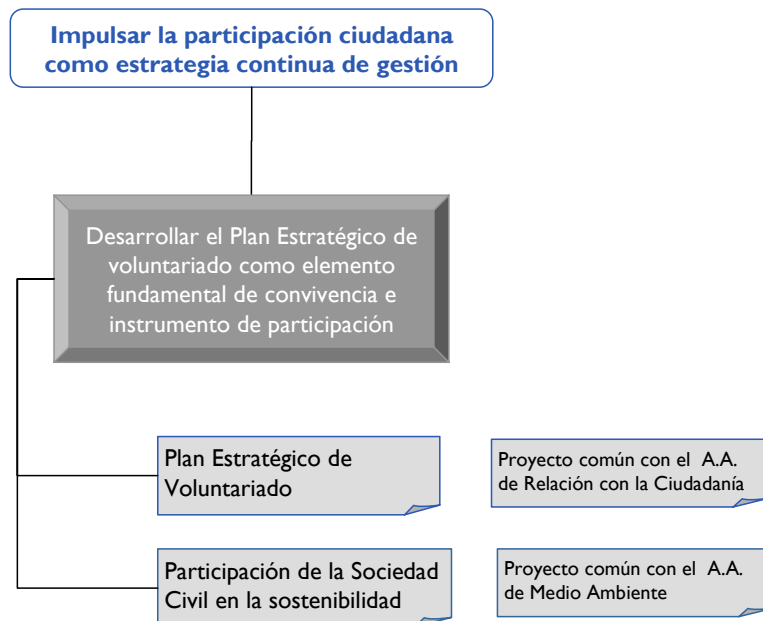 Impulsar la participación ciudadana
como estrategia continua de gestión
Desarrollar el Plan Estratégico de
voluntariado como elemento
fundamental de convivencia e
instrumento de participación
Plan Estratégico de
Voluntariado
Proyecto común con el A.A.
de Relación con la Ciudadanía
Participación de la Sociedad
Civil en la sostenibilidad
Proyecto común con el A.A.
de Medio Ambiente